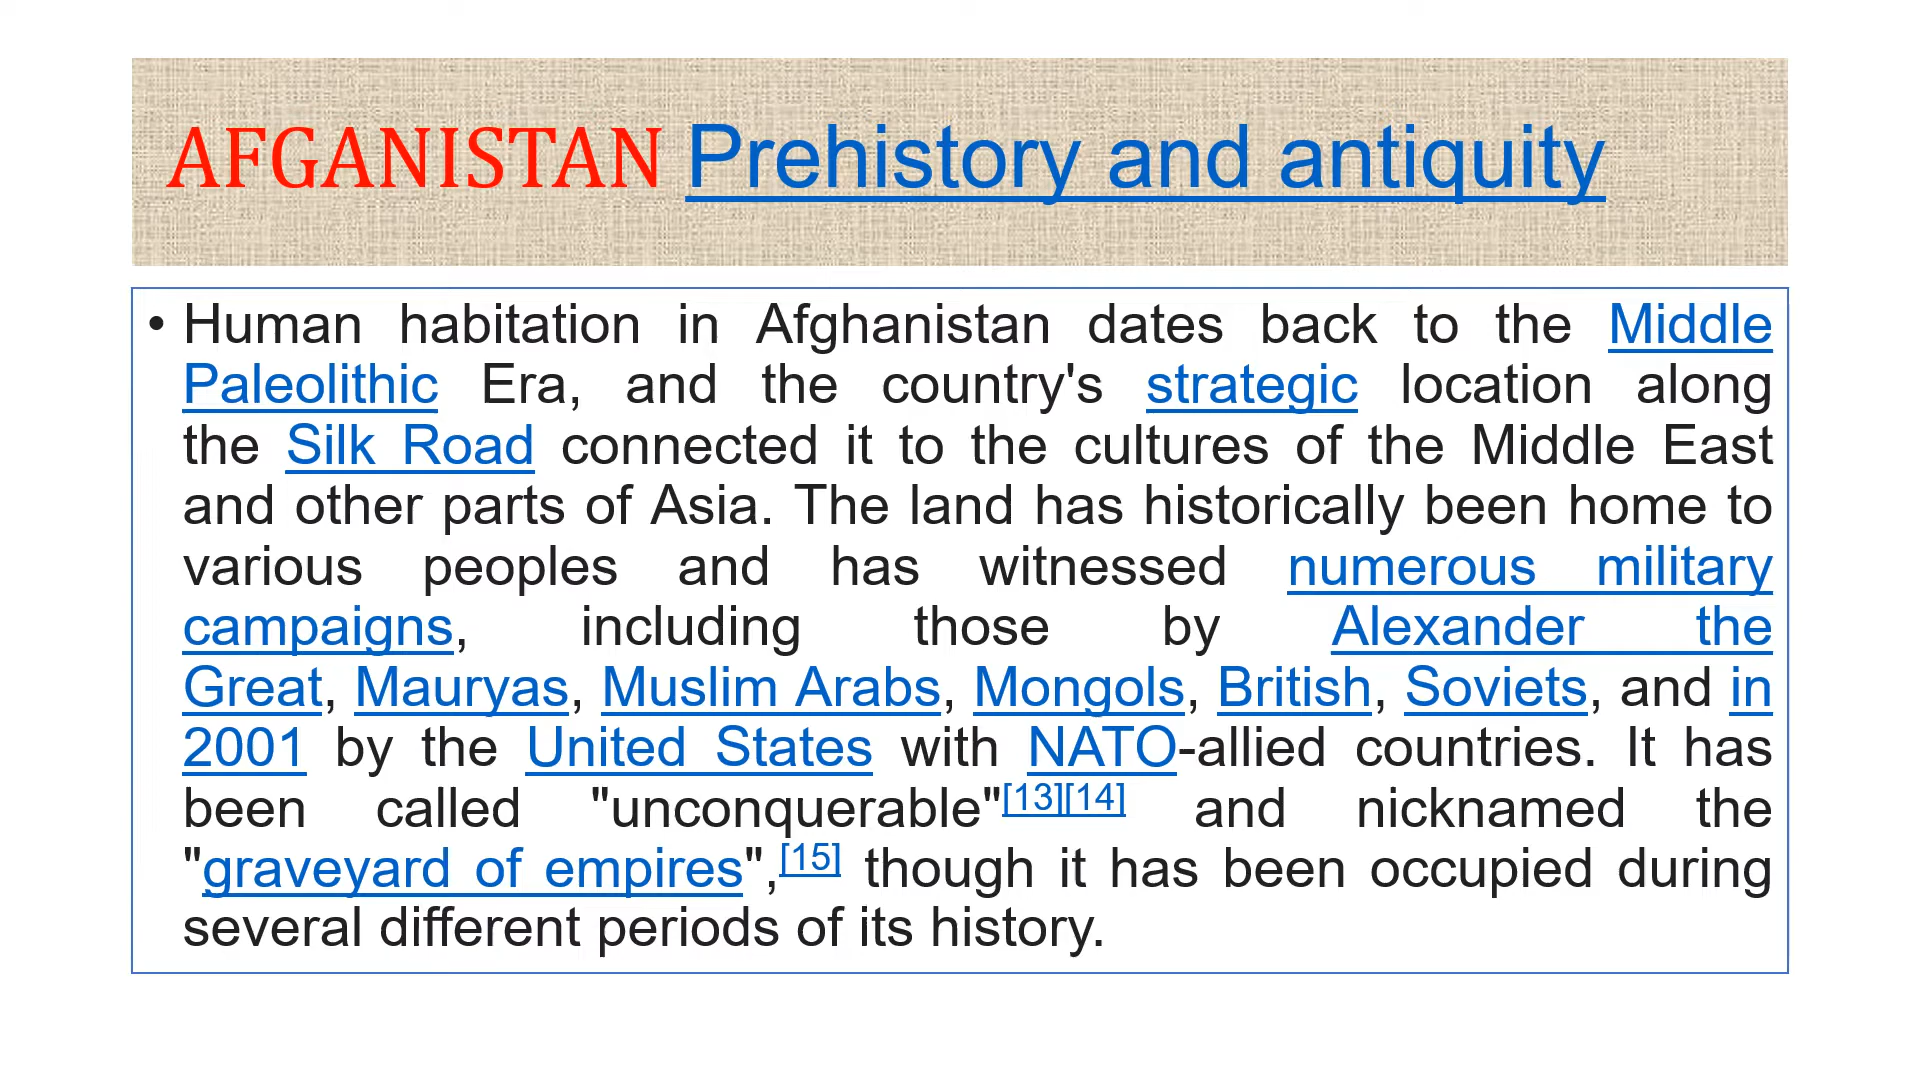 AFGANISTAN Prehistory and antiquity
• Human habitation in Afghanistan dates back to the Middle
Paleolithic Era, and the country's strategic location along
the Silk Road connected it to the cultures of the Middle East
and other parts of Asia. The land has historically been home to
various peoples and has witnessed numerous military
campaigns, including those by Alexander the
Great, Mauryas, Muslim Arabs, Mongols, British, Soviets, and in
2001 by the United States with NATO-allied countries. It has
been called "unconquerable"[13][14] and nicknamed the
"graveyard of empires",[15] though it has been occupied during
several different periods of its history.